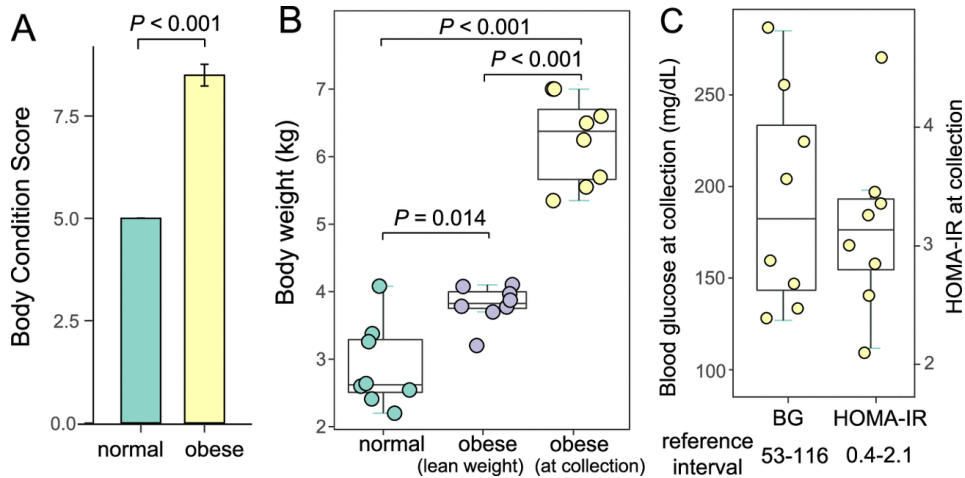 A
P < 0.001
Body Condition Score
7.5
5.0
2.5
0.0
normal
obese
B
P < 0.001
P < 0.001
P = 0.014
Body weight (kg)
7
6
5
4
3
2
normal
obese
(lean weight)
obese
(at collection)
C
Blood glucose at collection (mg/dL)
250
200
150
100
HOMA-IR at collection
4
3
2
BG
HOMA-IR
reference
interval
53-116
0.4-2.1